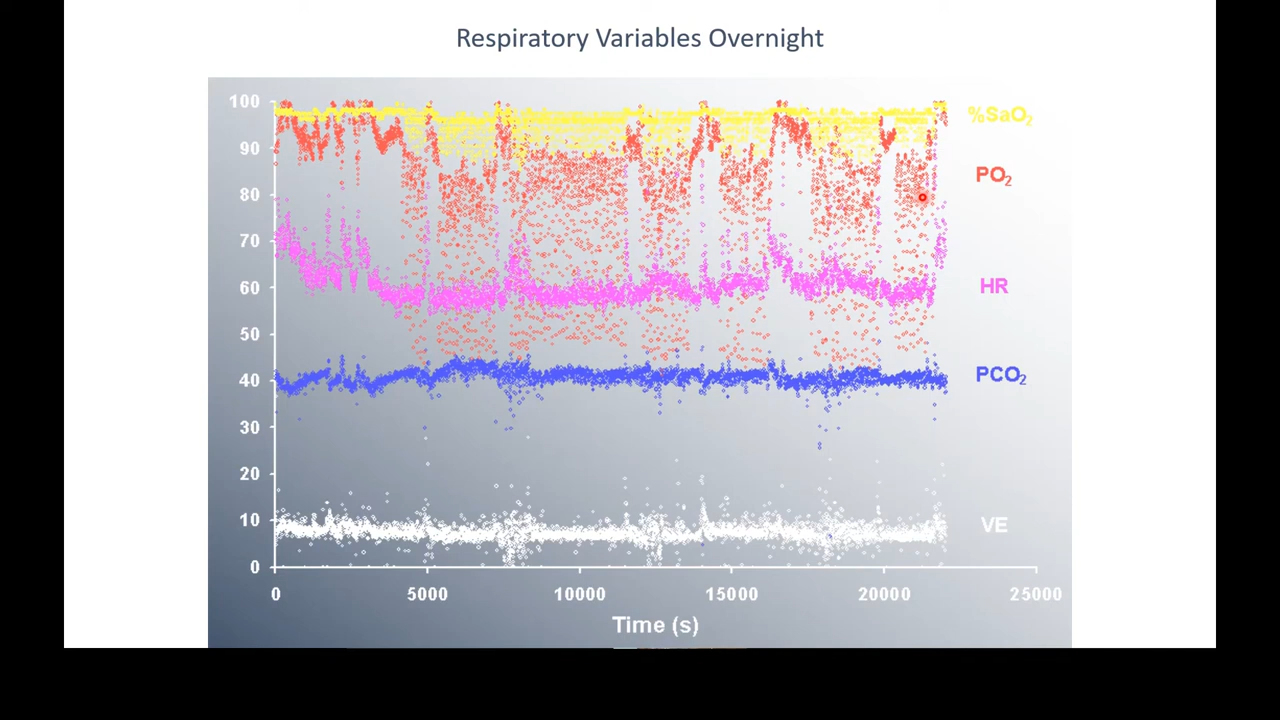 Respiratory Variables Overnight
100
90
80
70
60
50
40
30
20
10
0
%SaO₂
PO₂
HR
PCO₂
VE
0 5000 10000 15000 20000 25000
Time (s)